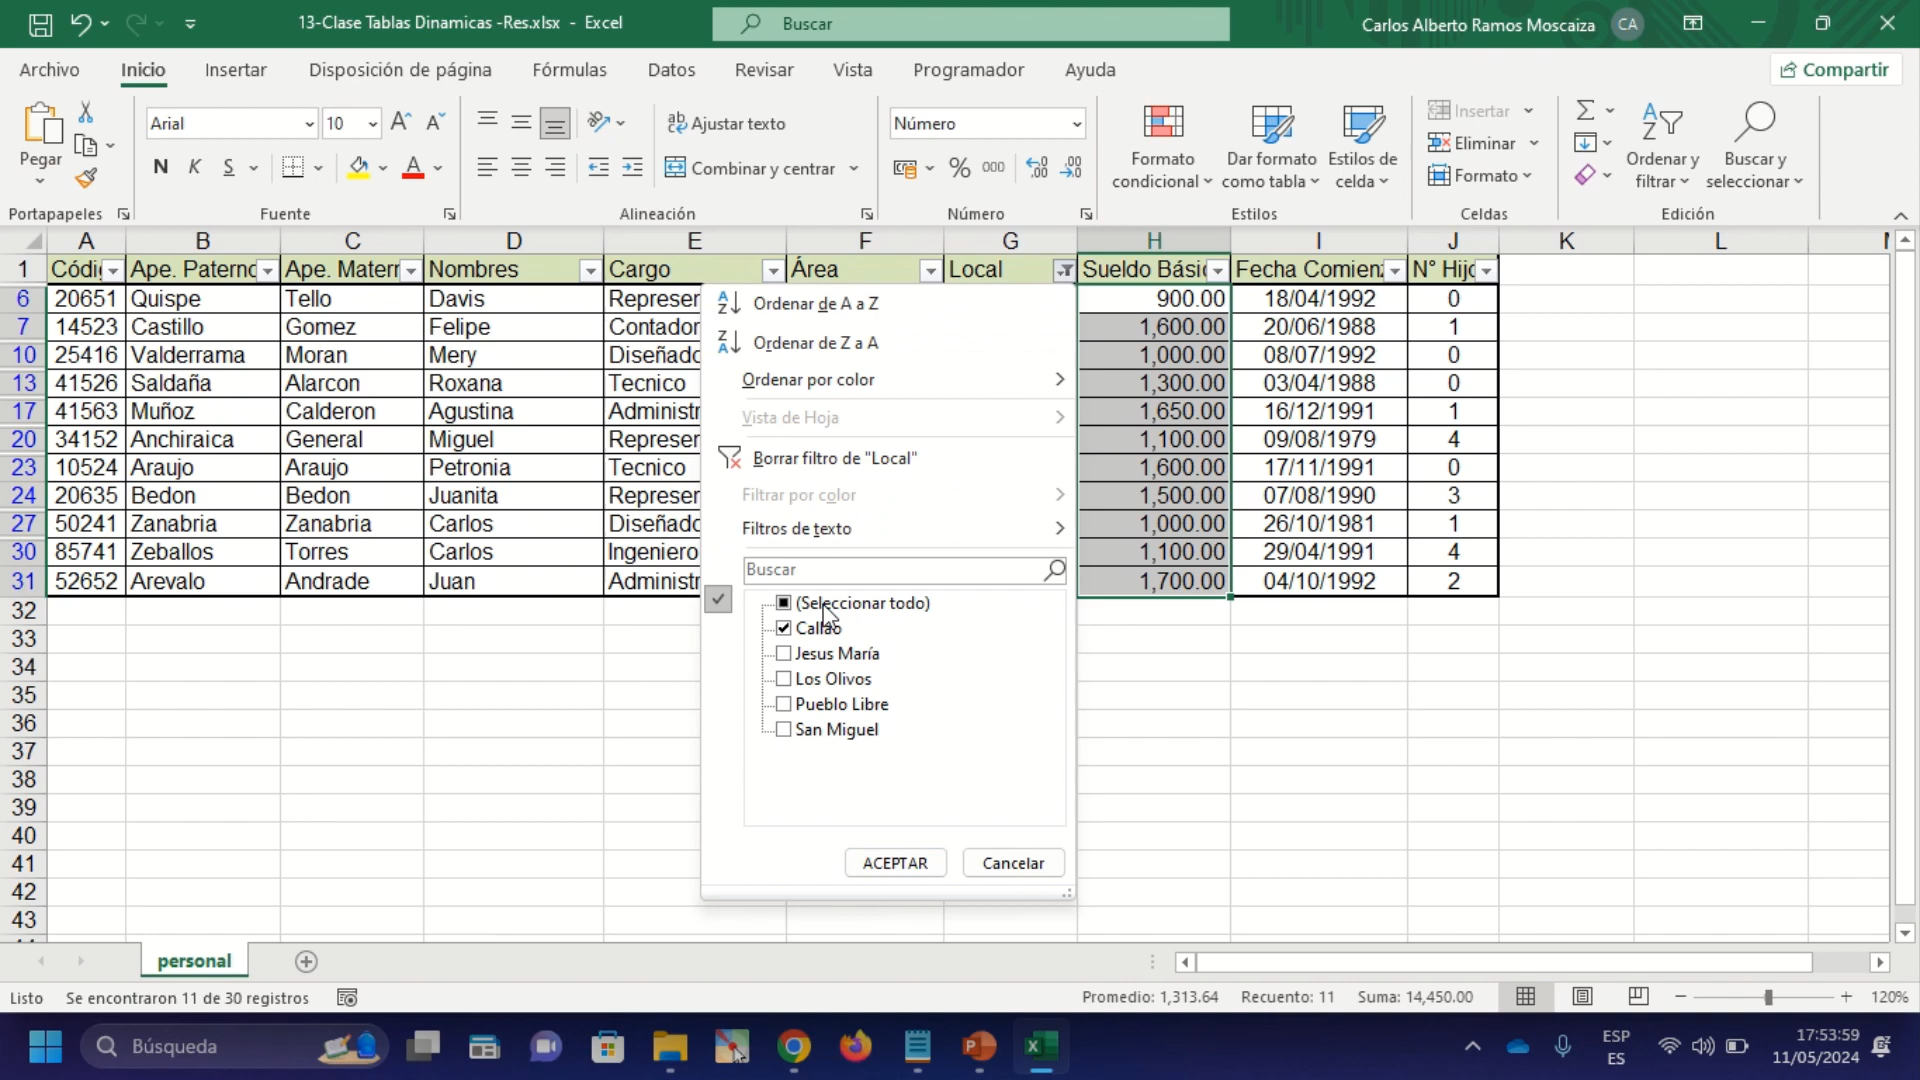 13-Clase Tablas Dinamicas -Res.xlsx - Excel
Buscar
Carlos Alberto Ramos Moscaiza CA
Archivo Inicio Insertar Disposición de página Fórmulas Datos Revisar Vista Programador Ayuda Compartir
Pegar
Arial 10
N K S
Ajustar texto
Combinar y centrar
Número
% 000
Formato condicional
Dar formato como tabla
Estilos de celda
Insertar
Eliminar
Formato
Ordenar y filtrar
Buscar y seleccionar
Portapapeles Fuente Alineación Número Estilos Celdas Edición
A B C D E F G H I J K L
1 Códi Ape. Paterno Ape. Matern Nombres Cargo Área Local Sueldo Bási Fecha Comien N° Hijo
6 20651 Quispe Tello Davis Represer 900.00 18/04/1992 0
7 14523 Castillo Gomez Felipe Contador 1,600.00 20/06/1988 1
10 25416 Valderrama Moran Mery Diseñado 1,000.00 08/07/1992 0
13 41526 Saldaña Alarcon Roxana Tecnico 1,300.00 03/04/1988 0
17 41563 Muñoz Calderon Agustina Administr 1,650.00 16/12/1991 1
20 34152 Anchiraica General Miguel Represer 1,100.00 09/08/1979 4
23 10524 Araujo Araujo Petronia Tecnico 1,600.00 17/11/1991 0
24 20635 Bedon Bedon Juanita Represer 1,500.00 07/08/1990 3
27 50241 Zanabria Zanabria Carlos Diseñado 1,000.00 26/10/1981 1
30 85741 Zeballos Torres Carlos Ingeniero 1,100.00 29/04/1991 4
31 52652 Arevalo Andrade Juan Administr 1,700.00 04/10/1992 2
32
33
34
35
36
37
38
39
40
41
42
43
Ordenar de A a Z
Ordenar de Z a A
Ordenar por color
Vista de Hoja
Borrar filtro de "Local"
Filtrar por color
Filtros de texto
Buscar
(Seleccionar todo)
Callao
Jesus María
Los Olivos
Pueblo Libre
San Miguel
ACEPTAR Cancelar
personal
Listo Se encontraron 11 de 30 registros Promedio: 1,313.64 Recuento: 11 Suma: 14,450.00 120%
Búsqueda
ESP
ES
17:53:59
11/05/2024